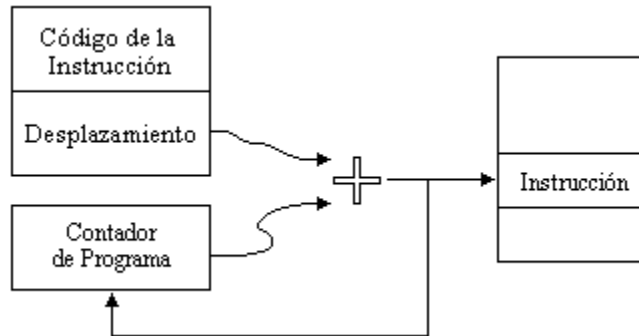 Código de la
Instrucción
Desplazamiento
Instrucción
Contador
de Programa